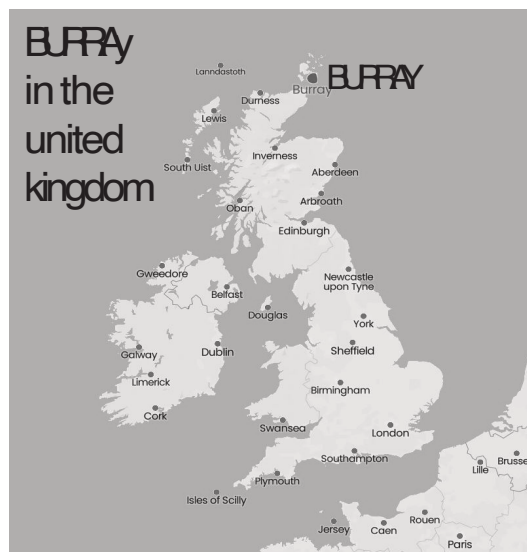 BURRAy
in the
united
kingdom
BURRAY
Burray
Lanndastoth
Durness
Lewis
Inverness
South Uist
Aberdeen
Arbroath
Oban
Edinburgh
Gweedore
Newcastle
upon Tyne
Belfast
Douglas
York
Galway
Dublin
Sheffield
Limerick
Birmingham
Cork
Swansea
London
Southampton
Lille
Brusse
Plymouth
Isles of Scilly
Jersey
Caen
Rouen
Paris